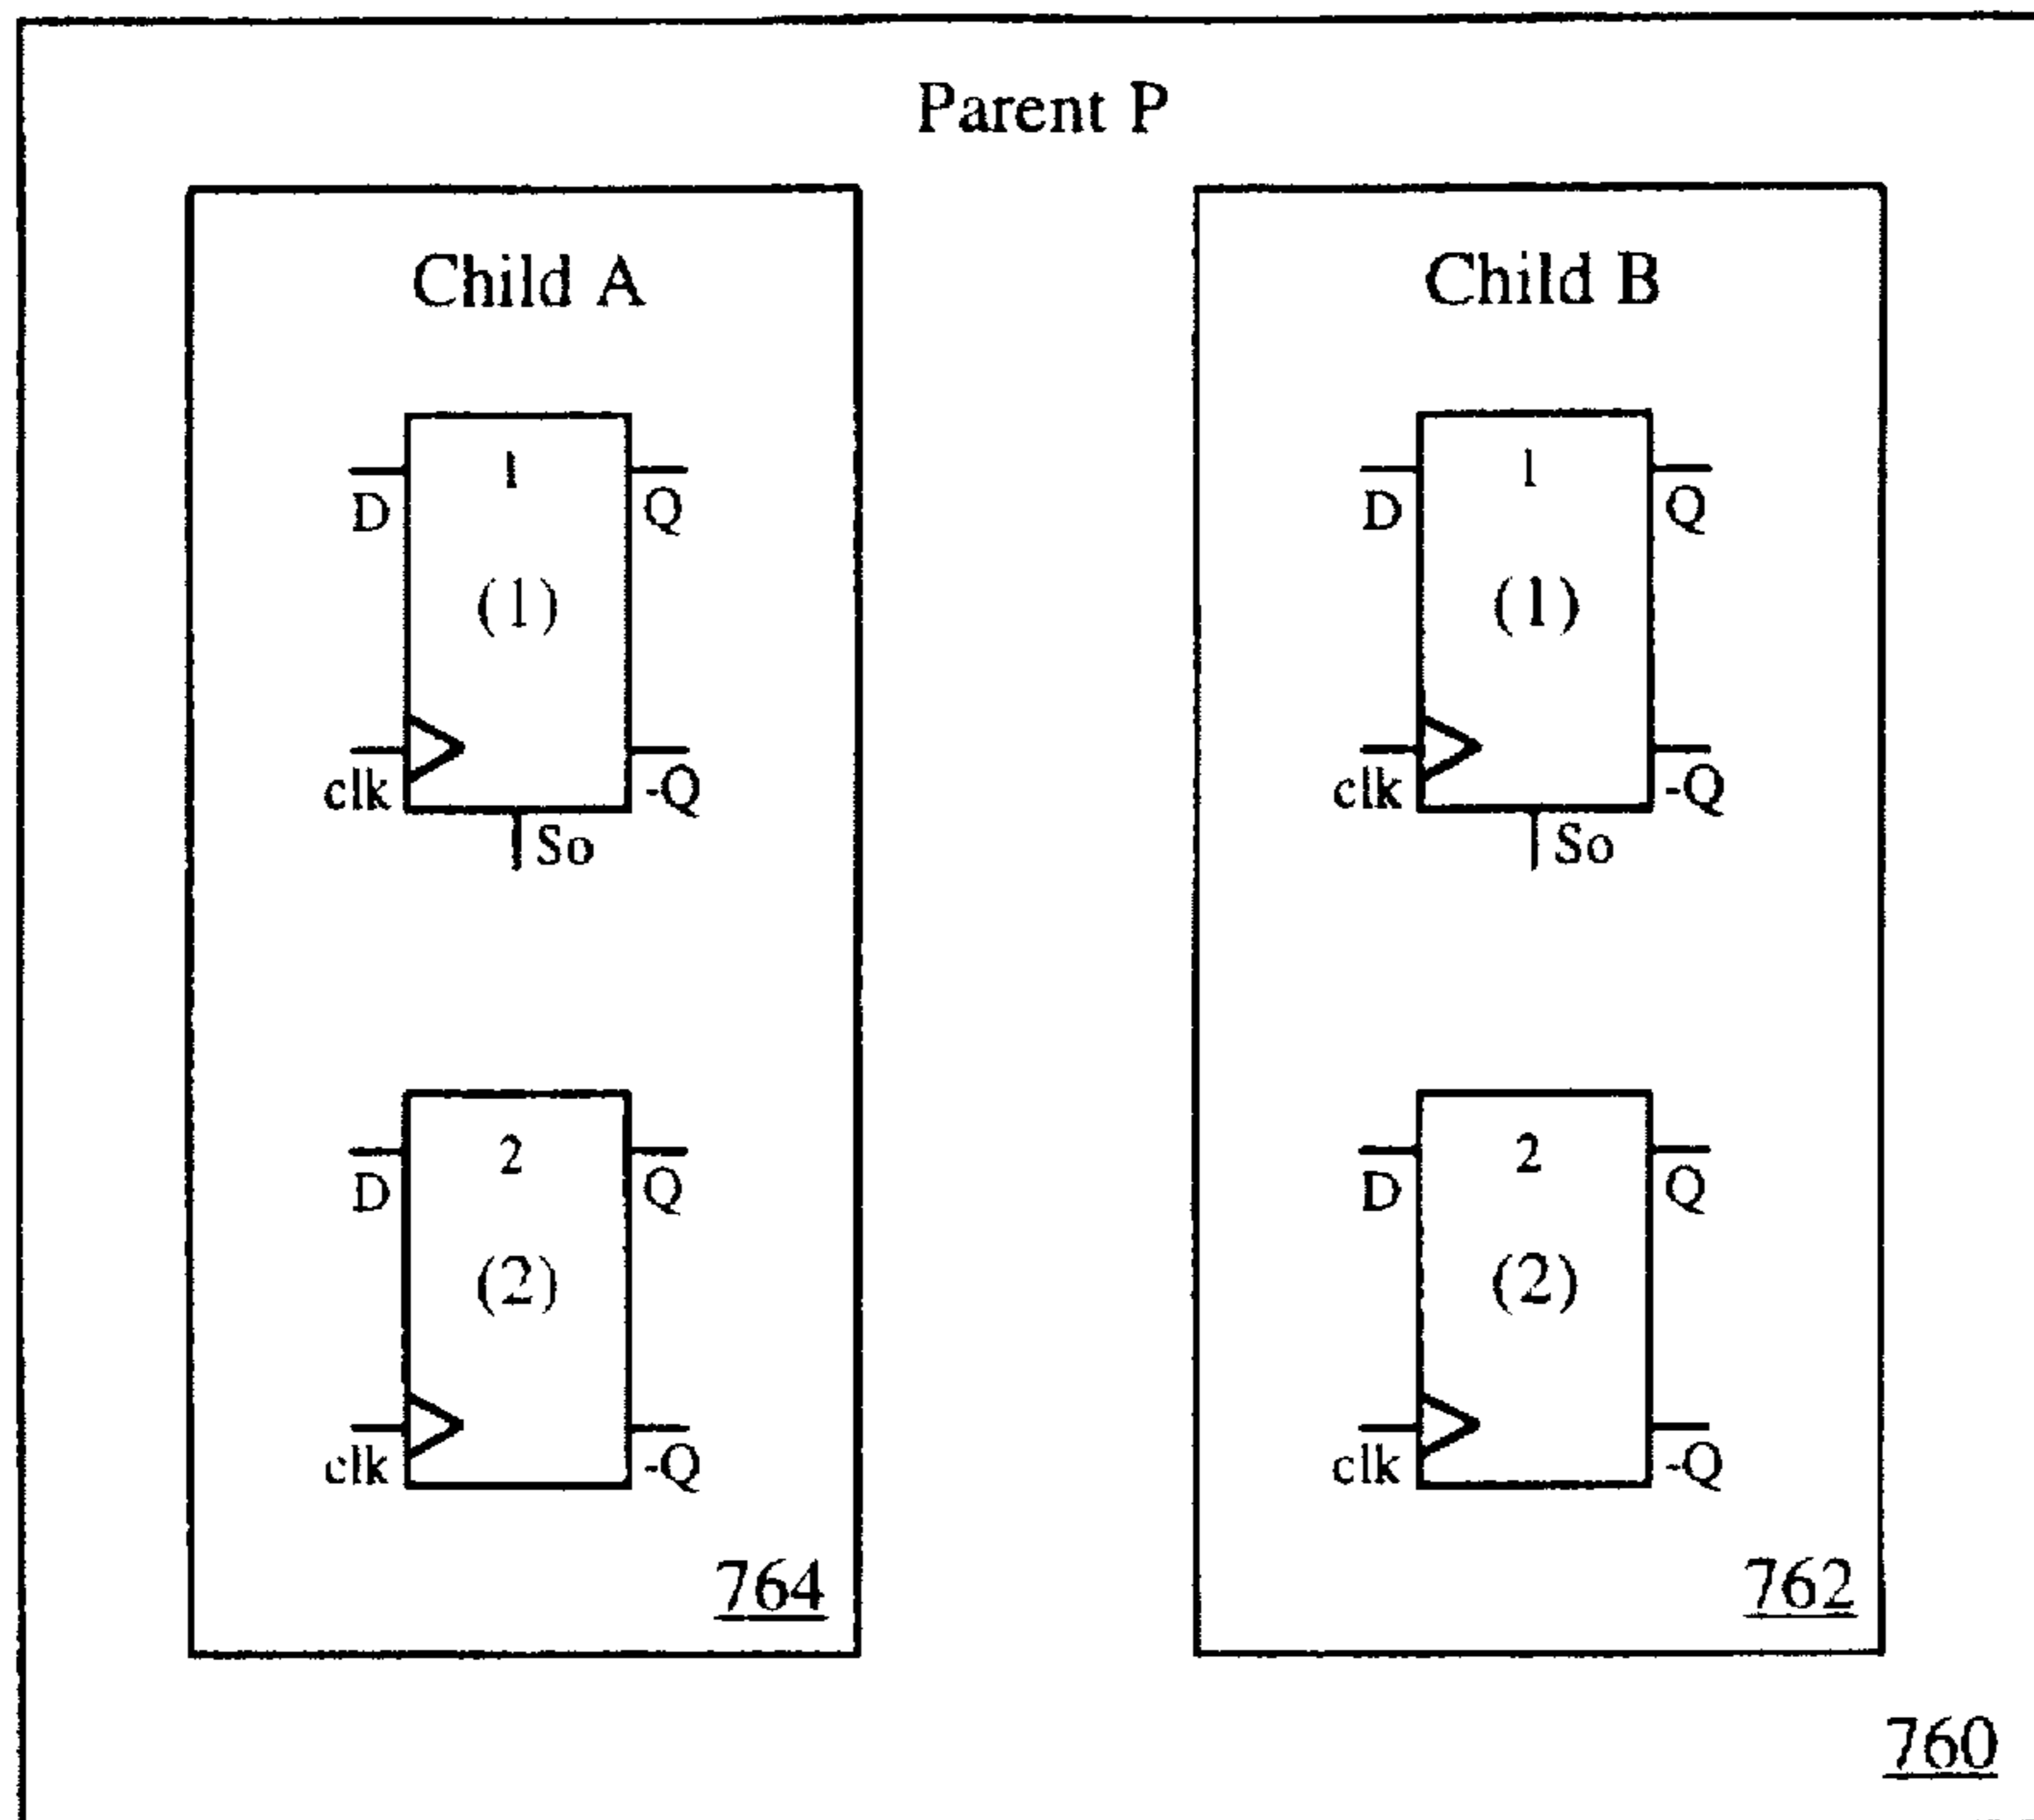 Parent P
Child A
1
D
Q
(1)
clk
-Q
So
2
D
Q
(2)
clk
-Q
764
Child B
1
D
Q
(1)
clk
-Q
So
2
D
Q
(2)
clk
-Q
762
760